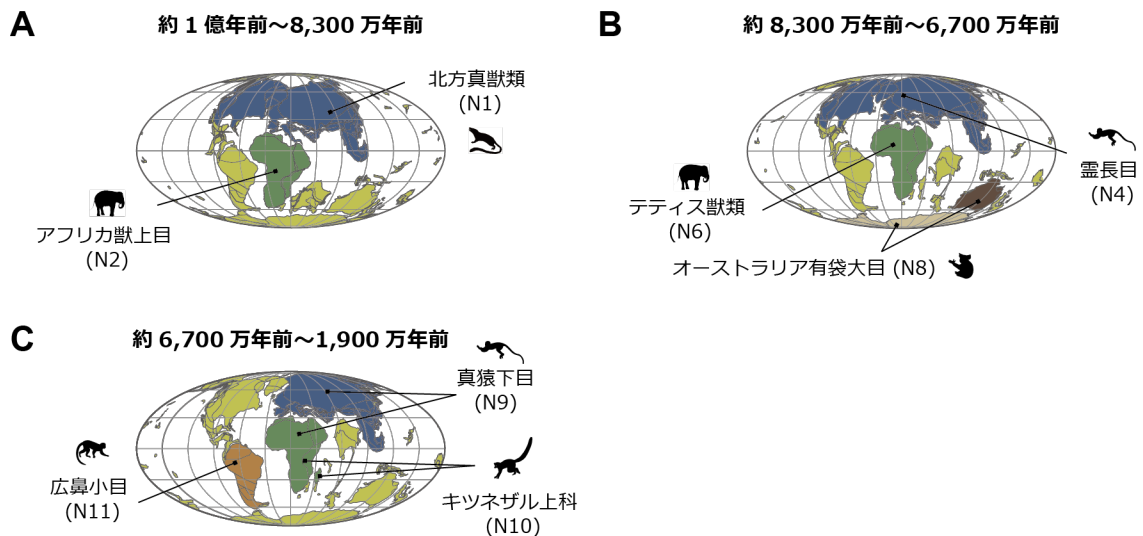 A
約1億年前～8,300 万年前
北方真獣類
(N1)
アフリカ獣上目
(N2)
B
約 8,300 万年前～6,700 万年前
霊長目
(N4)
テティス獣類
(N6)
オーストラリア有袋大目 (N8)
C
約 6,700 万年前～1,900 万年前
真猿下目
(N9)
広鼻小目
(N11)
キツネザル上科
(N10)